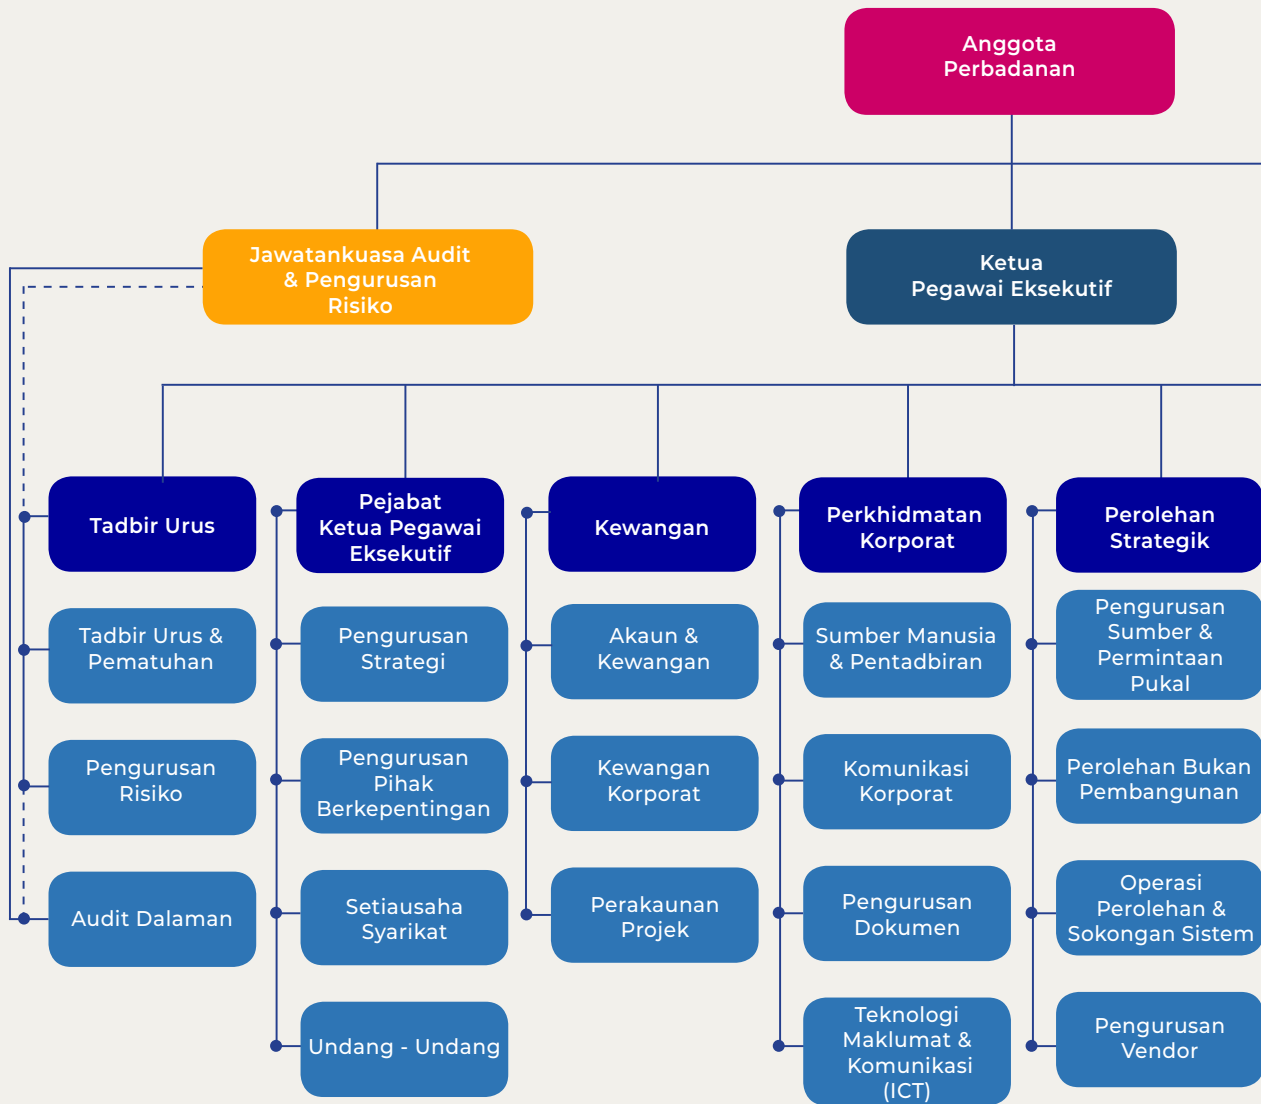 Anggota
Perbadanan
Jawatankuasa Audit
& Pengurusan
Risiko
Ketua
Pegawai Eksekutif
Tadbir Urus
Tadbir Urus &
Pematuhan
Pengurusan
Risiko
Audit Dalaman
Pejabat
Ketua Pegawai
Eksekutif
Pengurusan
Strategi
Pengurusan
Pihak
Berkepentingan
Setiausaha
Syarikat
Undang - Undang
Kewangan
Akaun &
Kewangan
Kewangan
Korporat
Perakaunan
Projek
Perkhidmatan
Korporat
Sumber Manusia
& Pentadbiran
Komunikasi
Korporat
Pengurusan
Dokumen
Teknologi
Maklumat &
Komunikasi
(ICT)
Perolehan
Strategik
Pengurusan
Sumber &
Permintaan
Pukal
Perolehan Bukan
Pembangunan
Operasi
Perolehan &
Sokongan Sistem
Pengurusan
Vendor